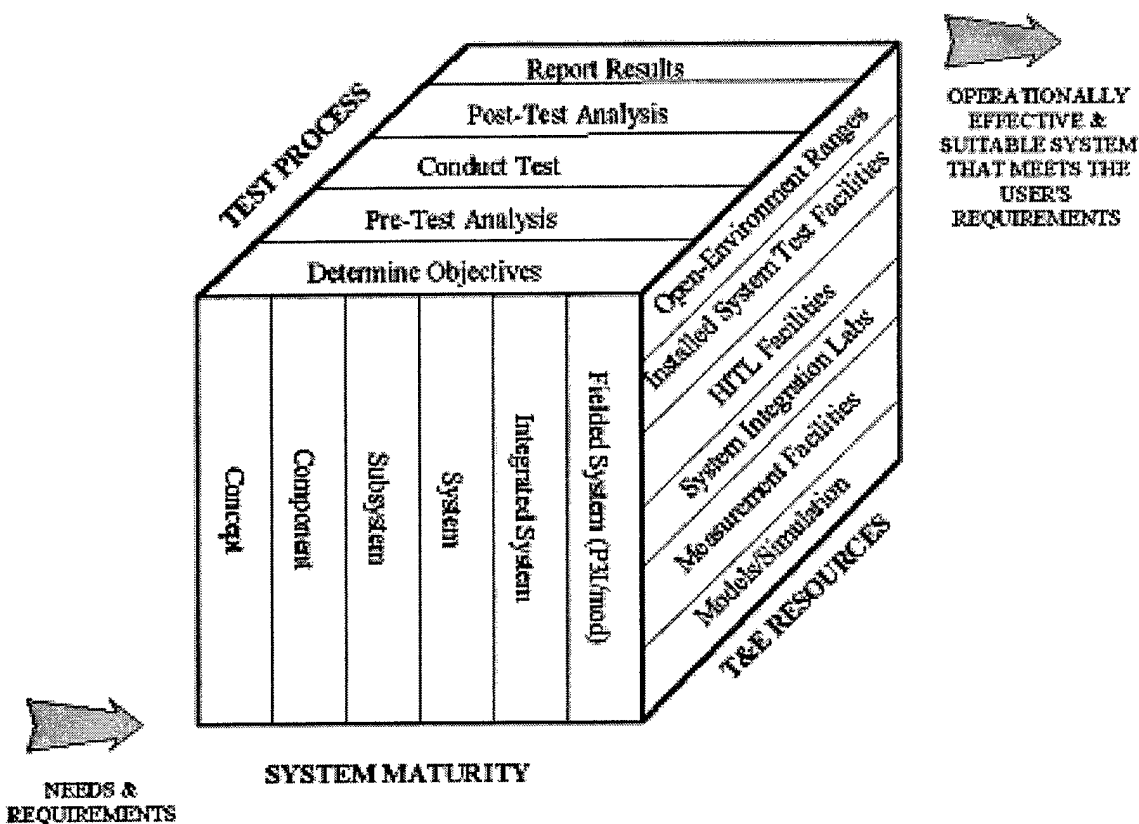 Report Results
Post-Test Analysis
Conduct Test
Pre-Test Analysis
Determine Objectives
TEST PROCESS
OPERATIONALLY
EFFECTIVE &
SUITABLE SYSTEM
THAT MEETS THE
USER'S
REQUIREMENTS
Open-Environment Ranges
Installed System Test Facilities
HITL Facilities
System Integration Labs
Measurement Facilities
Models/Simulation
T&E RESOURCES
Concept
Component
Subsystem
System
Integrated System
Fielded System (P3I/mod)
SYSTEM MATURITY
NEEDS &
REQUIREMENTS